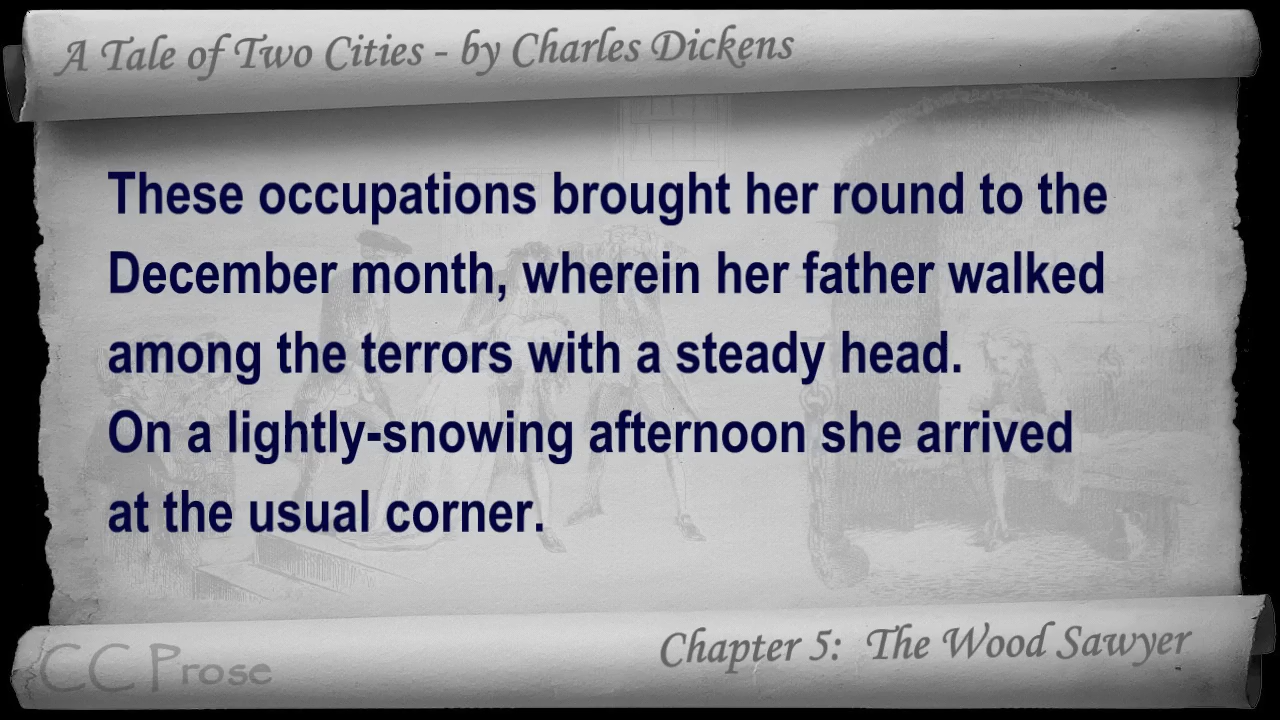 A Tale of Two Cities - by Charles Dickens
These occupations brought her round to the
December month, wherein her father walked
among the terrors with a steady head.
On a lightly-snowing afternoon she arrived
at the usual corner.
Chapter 5: The Wood Sawyer
CC Prose